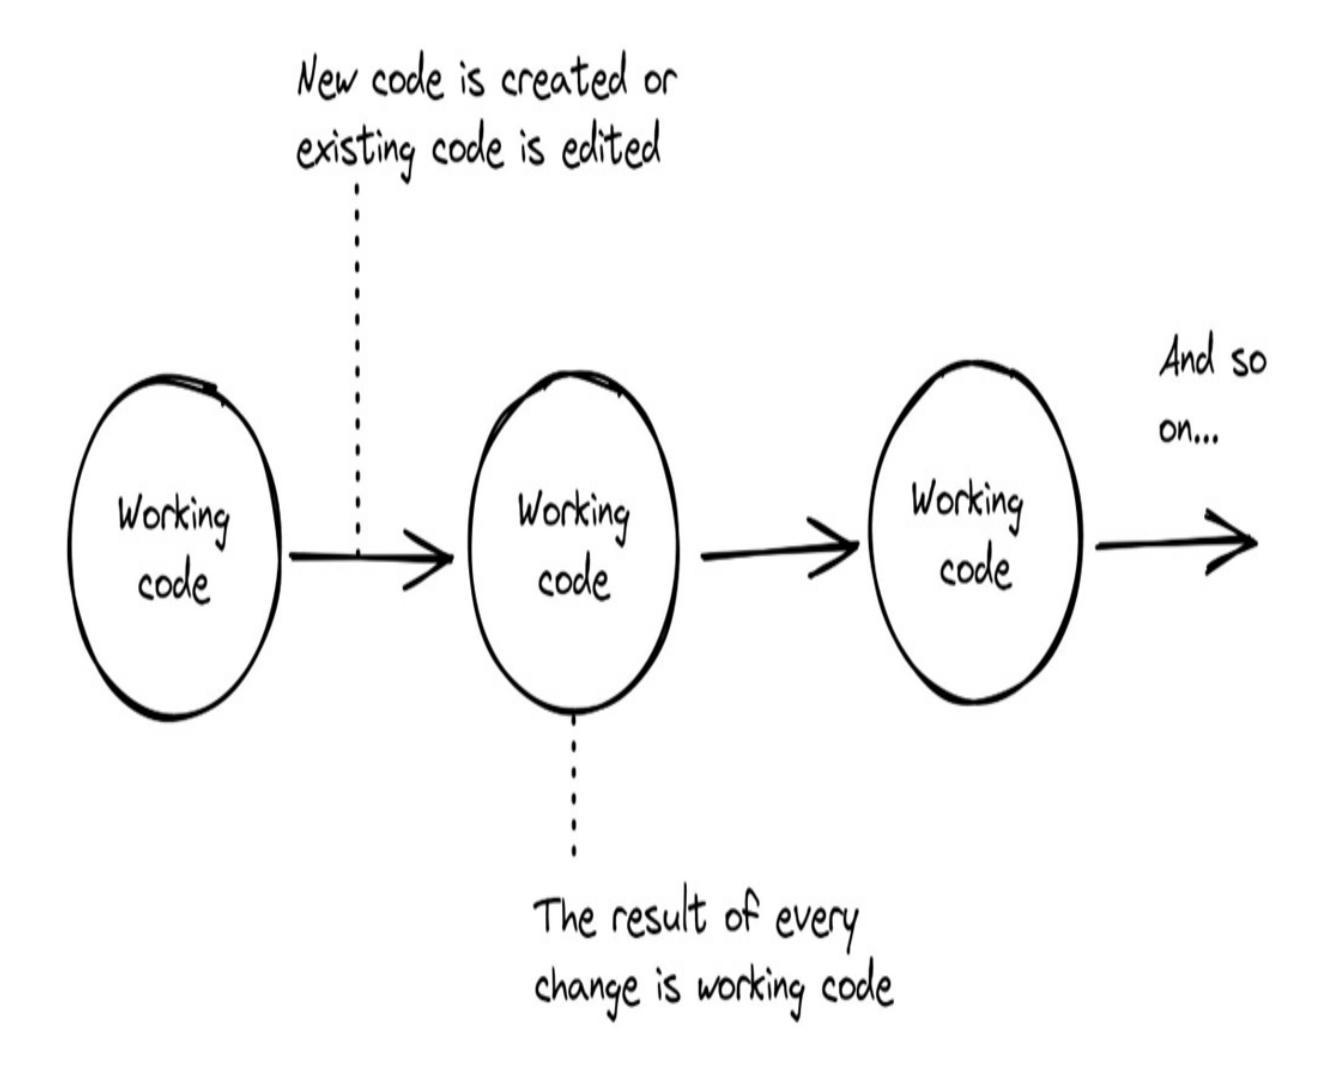 New code is created or
existing code is edited
And so
on...
Working
code
Working
code
Working
code
The result of every
change is working code